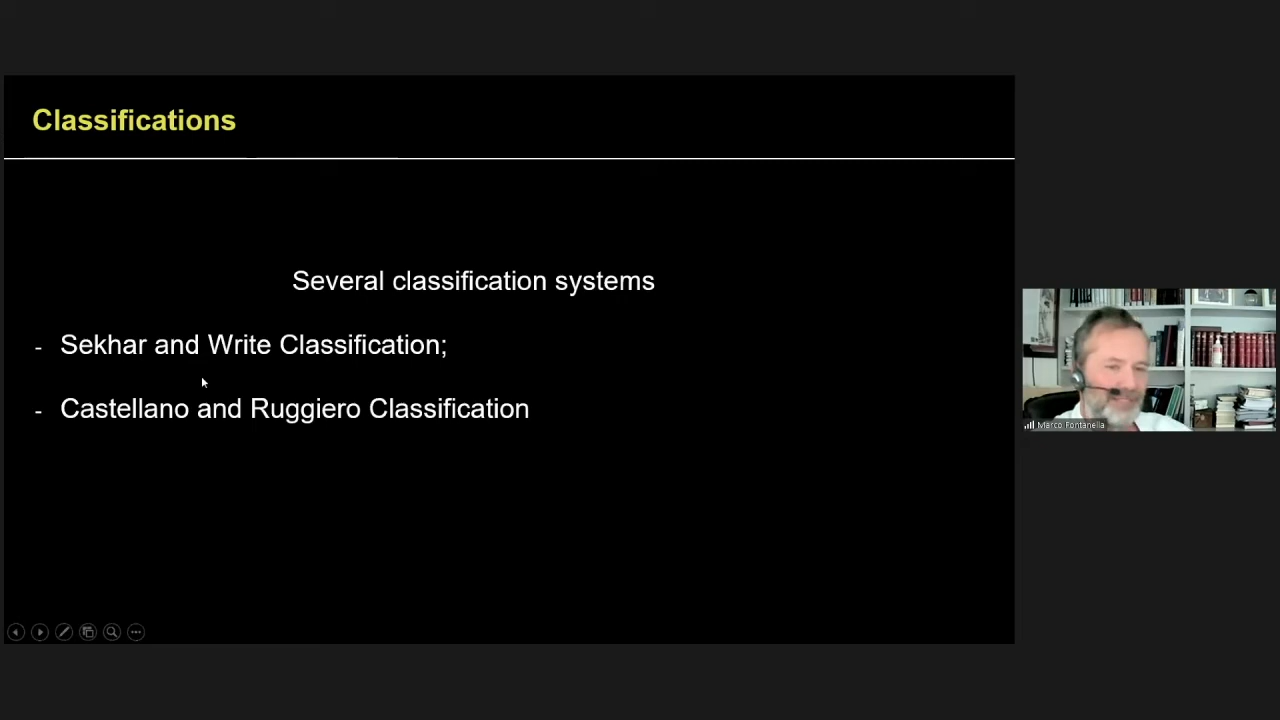 Classifications
Several classification systems
- Sekhar and Write Classification;
- Castellano and Ruggiero Classification
Marco Fontanella